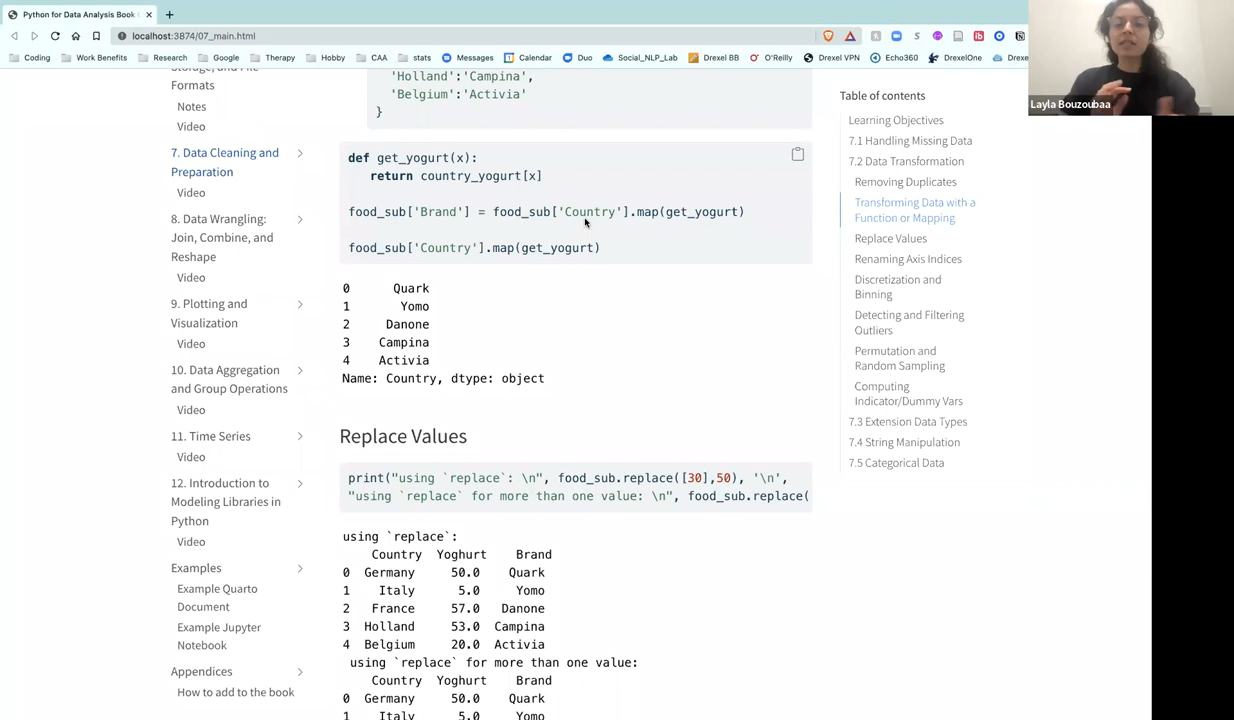 Python for Data Analysis Book
localhost:3874/07_main.html
Coding
Work Benefits
Research
Google
Therapy
Hobby
CAA
stats
Messages
Calendar
Duo
Social_NLP_Lab
Drexel BB
O'Reilly
Drexel VPN
Echo360
DrexelOne
Drexe
Layla Bouzoubaa
Storage, and File
Formats
Notes
Video
7. Data Cleaning and
Preparation
Video
8. Data Wrangling:
Join, Combine, and
Reshape
Video
9. Plotting and
Visualization
Video
10. Data Aggregation
and Group Operations
Video
11. Time Series
Video
12. Introduction to
Modeling Libraries in
Python
Video
Examples
Example Quarto
Document
Example Jupyter
Notebook
Appendices
How to add to the book
'Holland':'Campina',
'Belgium':'Activia'
}
def get_yogurt(x):
return country_yogurt[x]
food_sub['Brand'] = food_sub['Country'].map(get_yogurt)
food_sub['Country'].map(get_yogurt)
0 Quark
1 Yomo
2 Danone
3 Campina
4 Activia
Name: Country, dtype: object
Replace Values
print("using `replace`: \n", food_sub.replace([30],50), '\n',
"using `replace` for more than one value: \n", food_sub.replace(
using `replace`:
Country Yoghurt Brand
0 Germany 50.0 Quark
1 Italy 5.0 Yomo
2 France 57.0 Danone
3 Holland 53.0 Campina
4 Belgium 20.0 Activia
using `replace` for more than one value:
Country Yoghurt Brand
0 Germany 50.0 Quark
1 Italy 5.0 Yomo
Table of contents
Learning Objectives
7.1 Handling Missing Data
7.2 Data Transformation
Removing Duplicates
Transforming Data with a
Function or Mapping
Replace Values
Renaming Axis Indices
Discretization and
Binning
Detecting and Filtering
Outliers
Permutation and
Random Sampling
Computing
Indicator/Dummy Vars
7.3 Extension Data Types
7.4 String Manipulation
7.5 Categorical Data